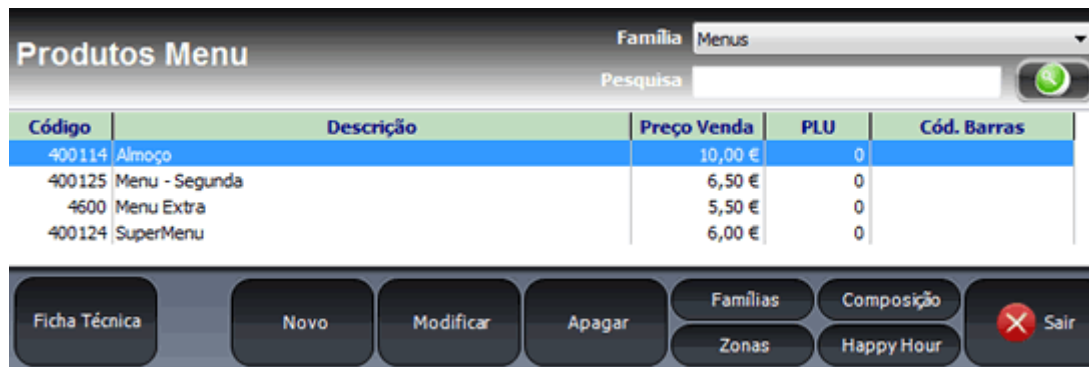 Família Menus
Produtos Menu
Pesquisa
Código Descrição Preço Venda PLU Cód. Barras
400114 Almoço 10,00 € 0
400125 Menu - Segunda 6,50 € 0
4600 Menu Extra 5,50 € 0
400124 SuperMenu 6,00 € 0
Famílias Composição
Ficha Técnica Novo Modificar Apagar Sair
Zonas Happy Hour